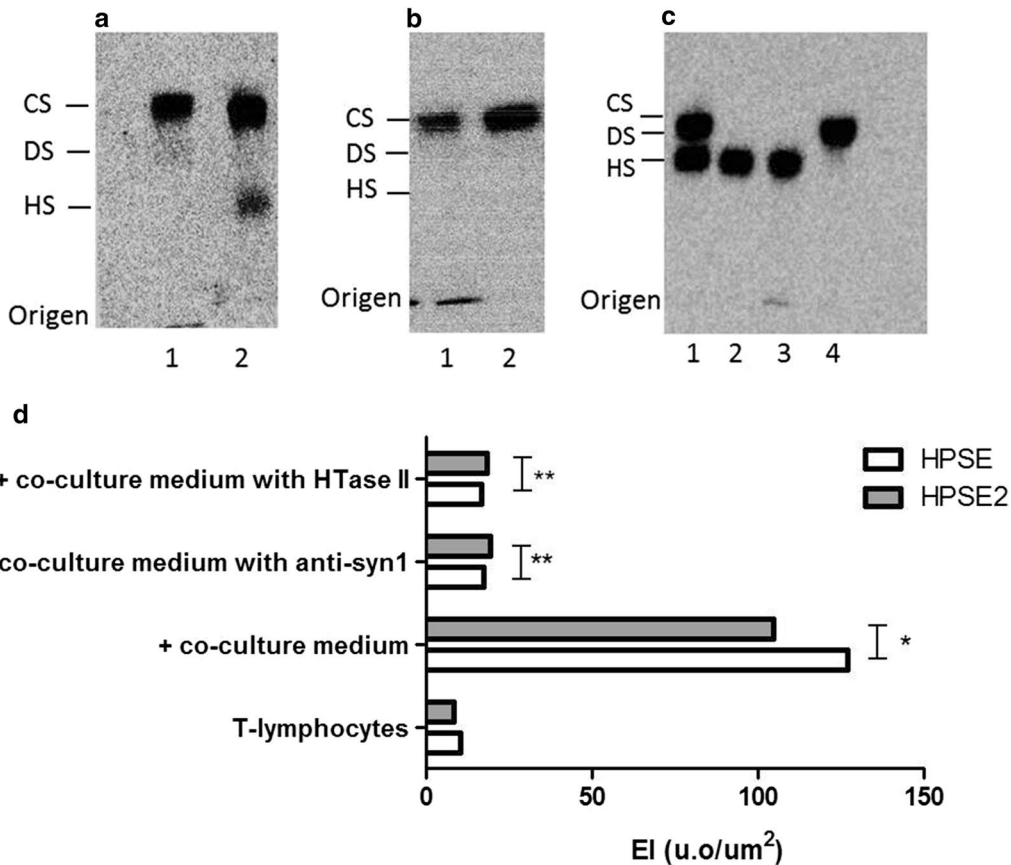 a
CS
DS
HS
Origen
1 2
b
CS
DS
HS
Origen
1 2
c
CS
DS
HS
Origen
1 2 3 4
d
+ co-culture medium with HTase II
**
co-culture medium with anti-syn1
**
+ co-culture medium
*
T-lymphocytes
HPSE
HPSE2
0 50 100 150
EI (u.o/um²)